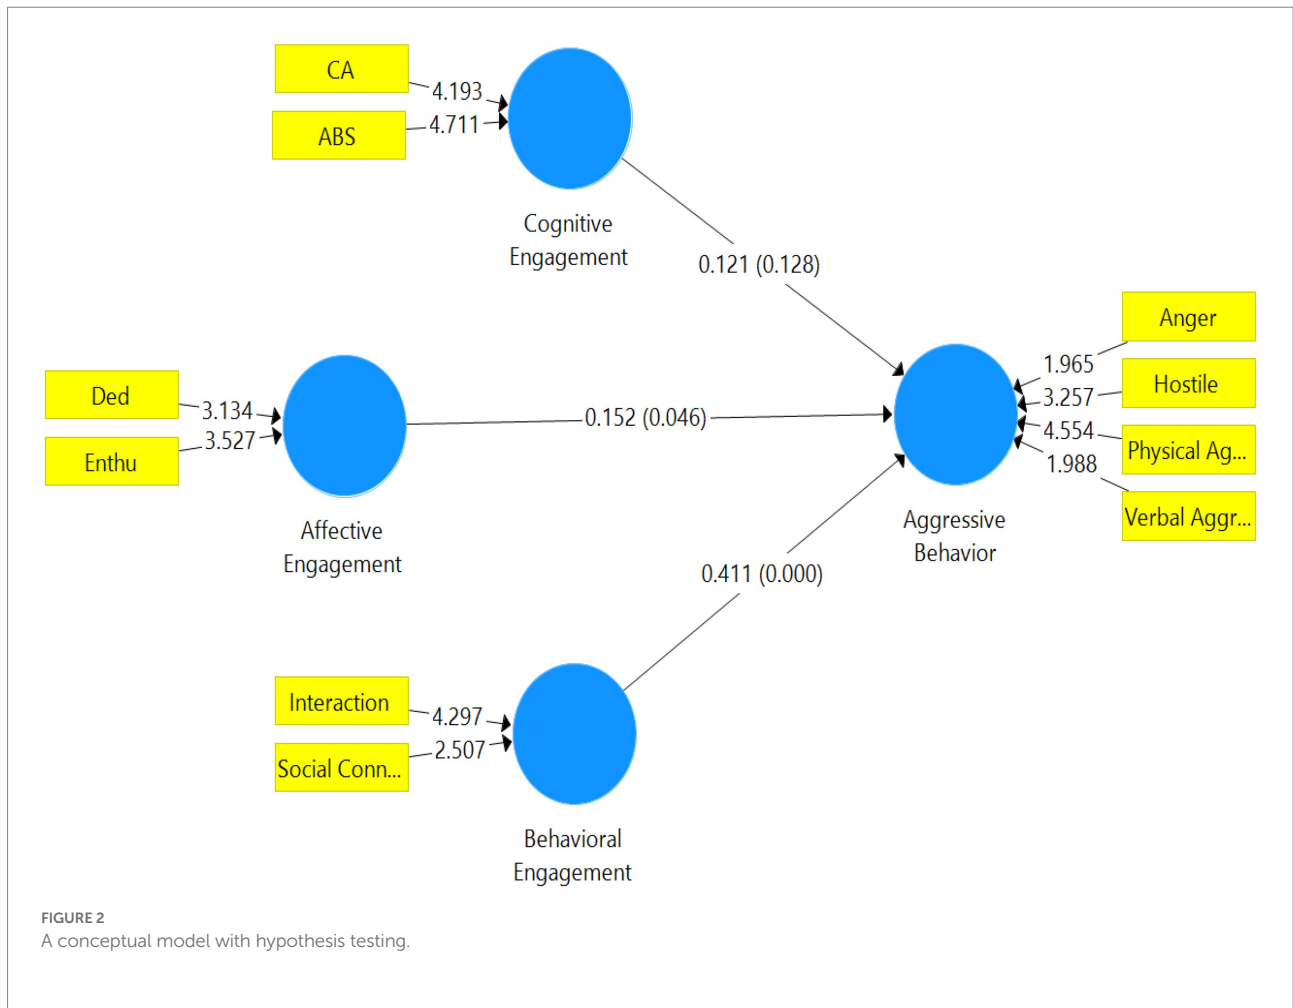 CA
4.193
ABS
4.711
Cognitive
Engagement
0.121 (0.128)
Ded
3.134
Enthu
3.527
Affective
Engagement
0.152 (0.046)
Anger
1.965
Hostile
3.257
Physical Ag...
4.554
Verbal Aggr...
1.988
Aggressive
Behavior
0.411 (0.000)
Interaction
4.297
Social Conn...
2.507
Behavioral
Engagement
FIGURE 2
A conceptual model with hypothesis testing.